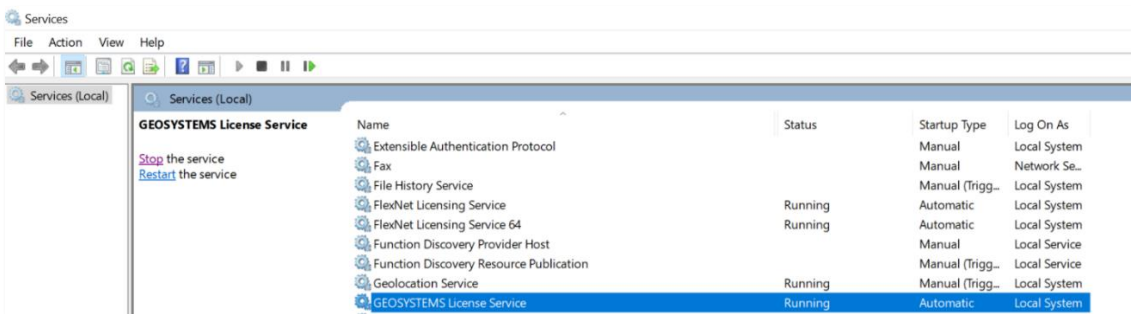 Services
File Action View Help
Services (Local)
Services (Local)
GEOSYSTEMS License Service
Stop the service
Restart the service
Name Status Startup Type Log On As
Extensible Authentication Protocol Manual Local System
Fax Manual Network Se...
File History Service Manual (Trigg... Local System
FlexNet Licensing Service Running Automatic Local System
FlexNet Licensing Service 64 Running Automatic Local System
Function Discovery Provider Host Manual Local Service
Function Discovery Resource Publication Manual (Trigg... Local Service
Geolocation Service Running Manual (Trigg... Local System
GEOSYSTEMS License Service Running Automatic Local System